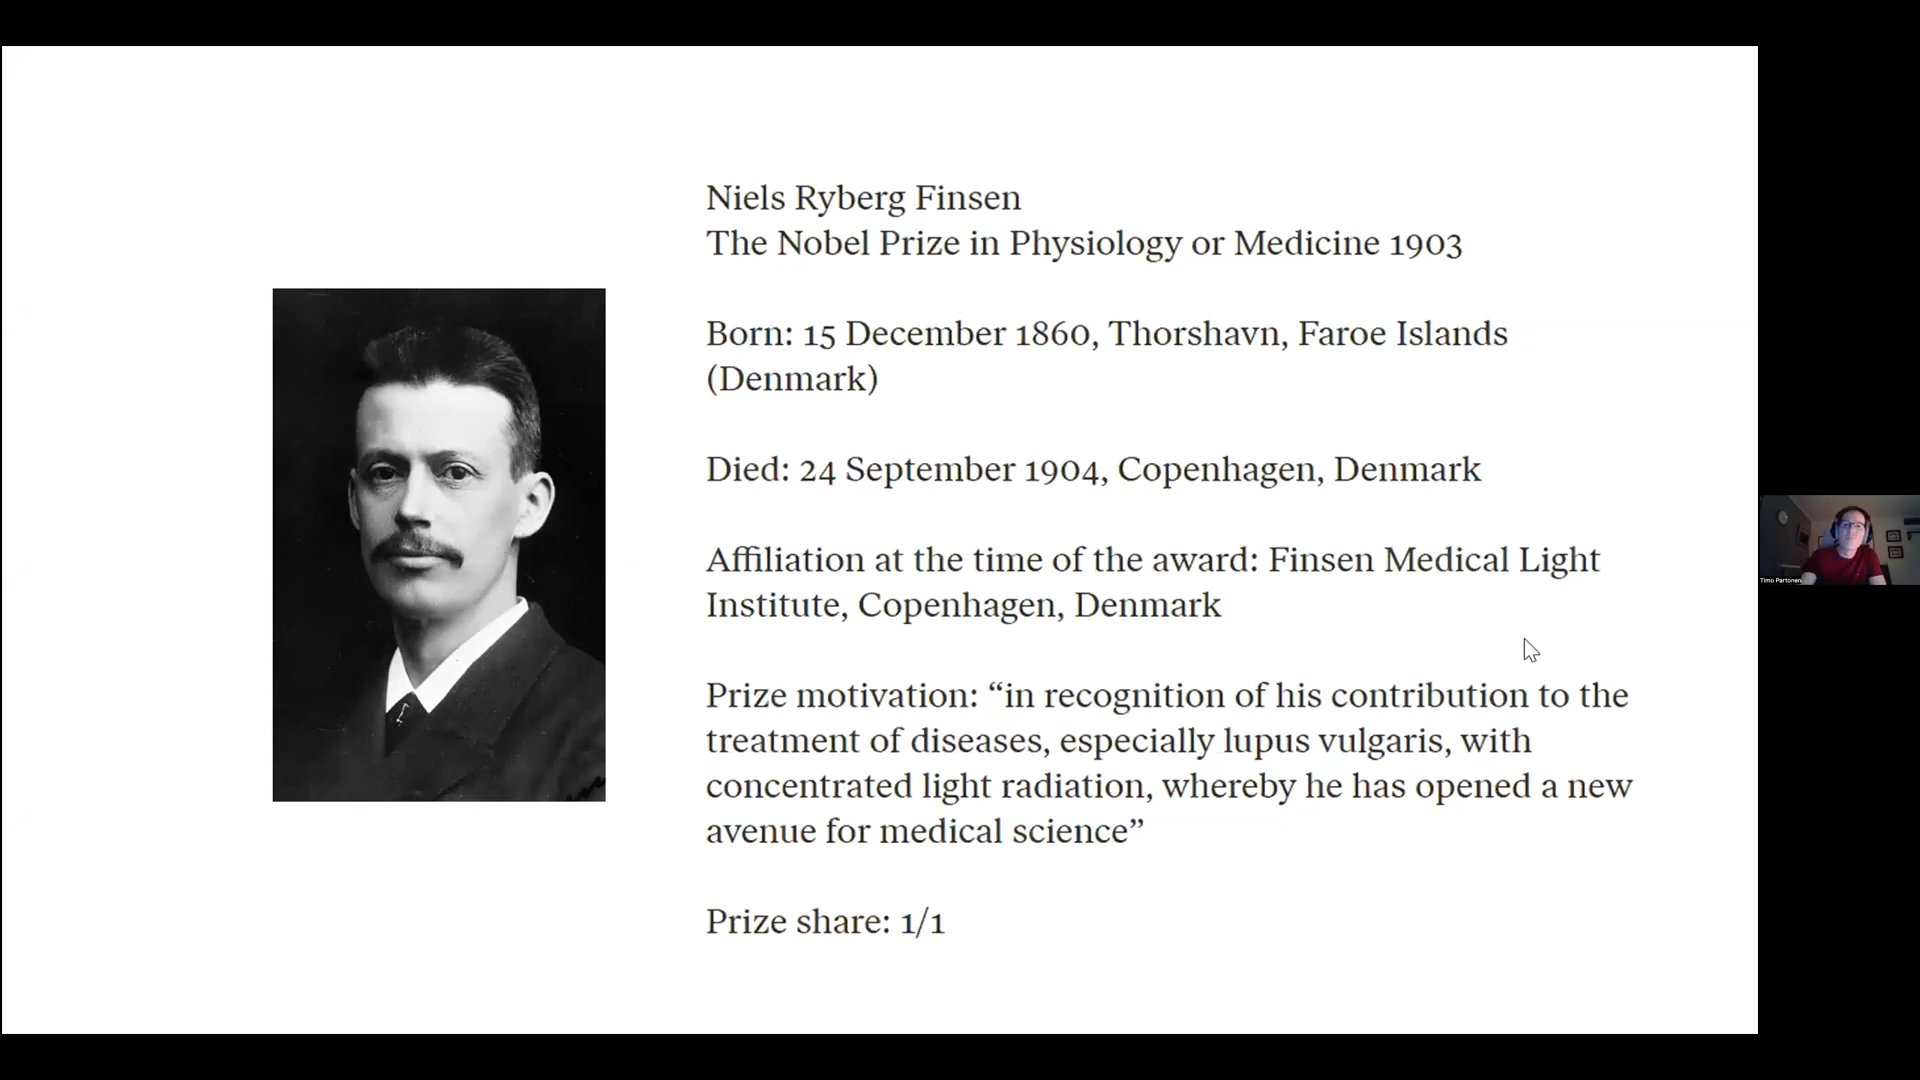 Niels Ryberg Finsen
The Nobel Prize in Physiology or Medicine 1903
Born: 15 December 1860, Thorshavn, Faroe Islands
(Denmark)
Died: 24 September 1904, Copenhagen, Denmark
Affiliation at the time of the award: Finsen Medical Light
Institute, Copenhagen, Denmark
Prize motivation: “in recognition of his contribution to the
treatment of diseases, especially lupus vulgaris, with
concentrated light radiation, whereby he has opened a new
avenue for medical science”
Prize share: 1/1
Timo Partonen